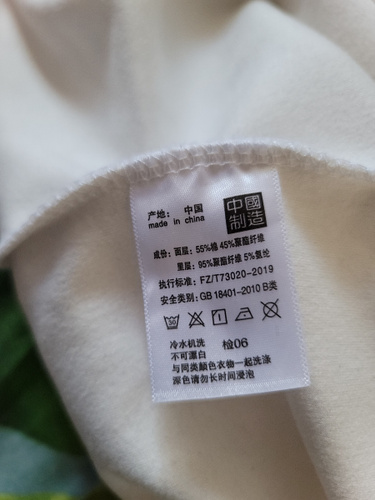 产地: 中国
made in china
中國
制造
成份: 面层: 55%棉 45%聚酯纤维
里层: 95%聚酯纤维 5%氨纶
执行标准: FZ/T73020-2019
安全类别: GB 18401-2010 B类
30
冷水机洗 检06
不可漂白
与同类顏色衣物一起洗涤
深色请勿长时间浸泡